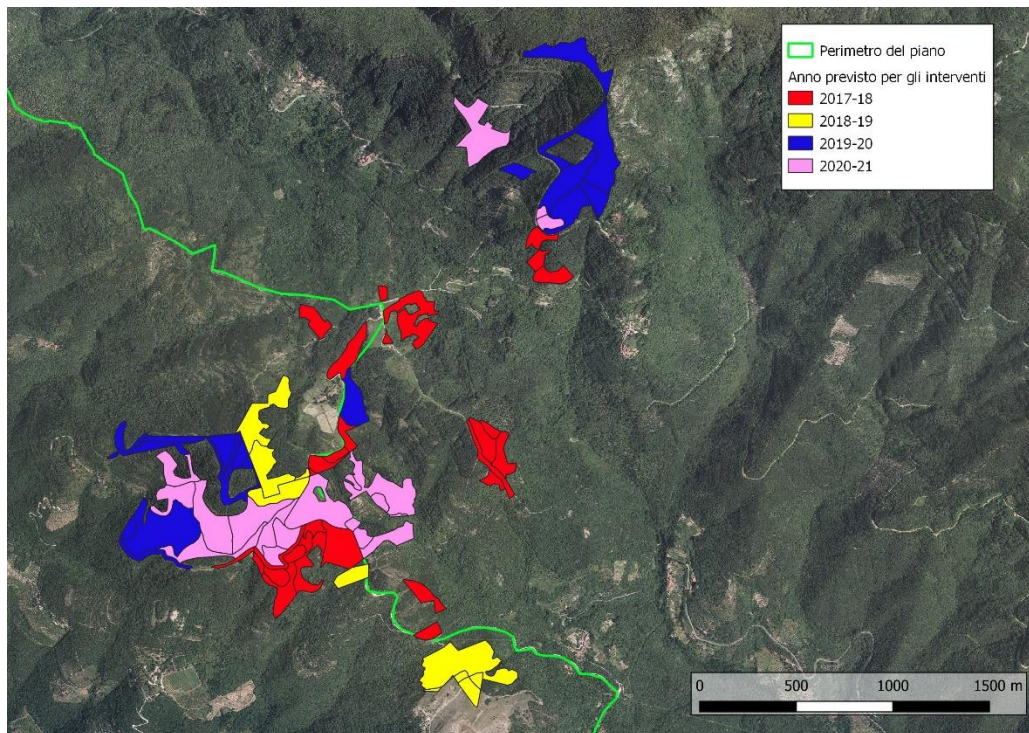 Perimetro del piano
Anno previsto per gli interventi
2017-18
2018-19
2019-20
2020-21
0 500 1000 1500 m